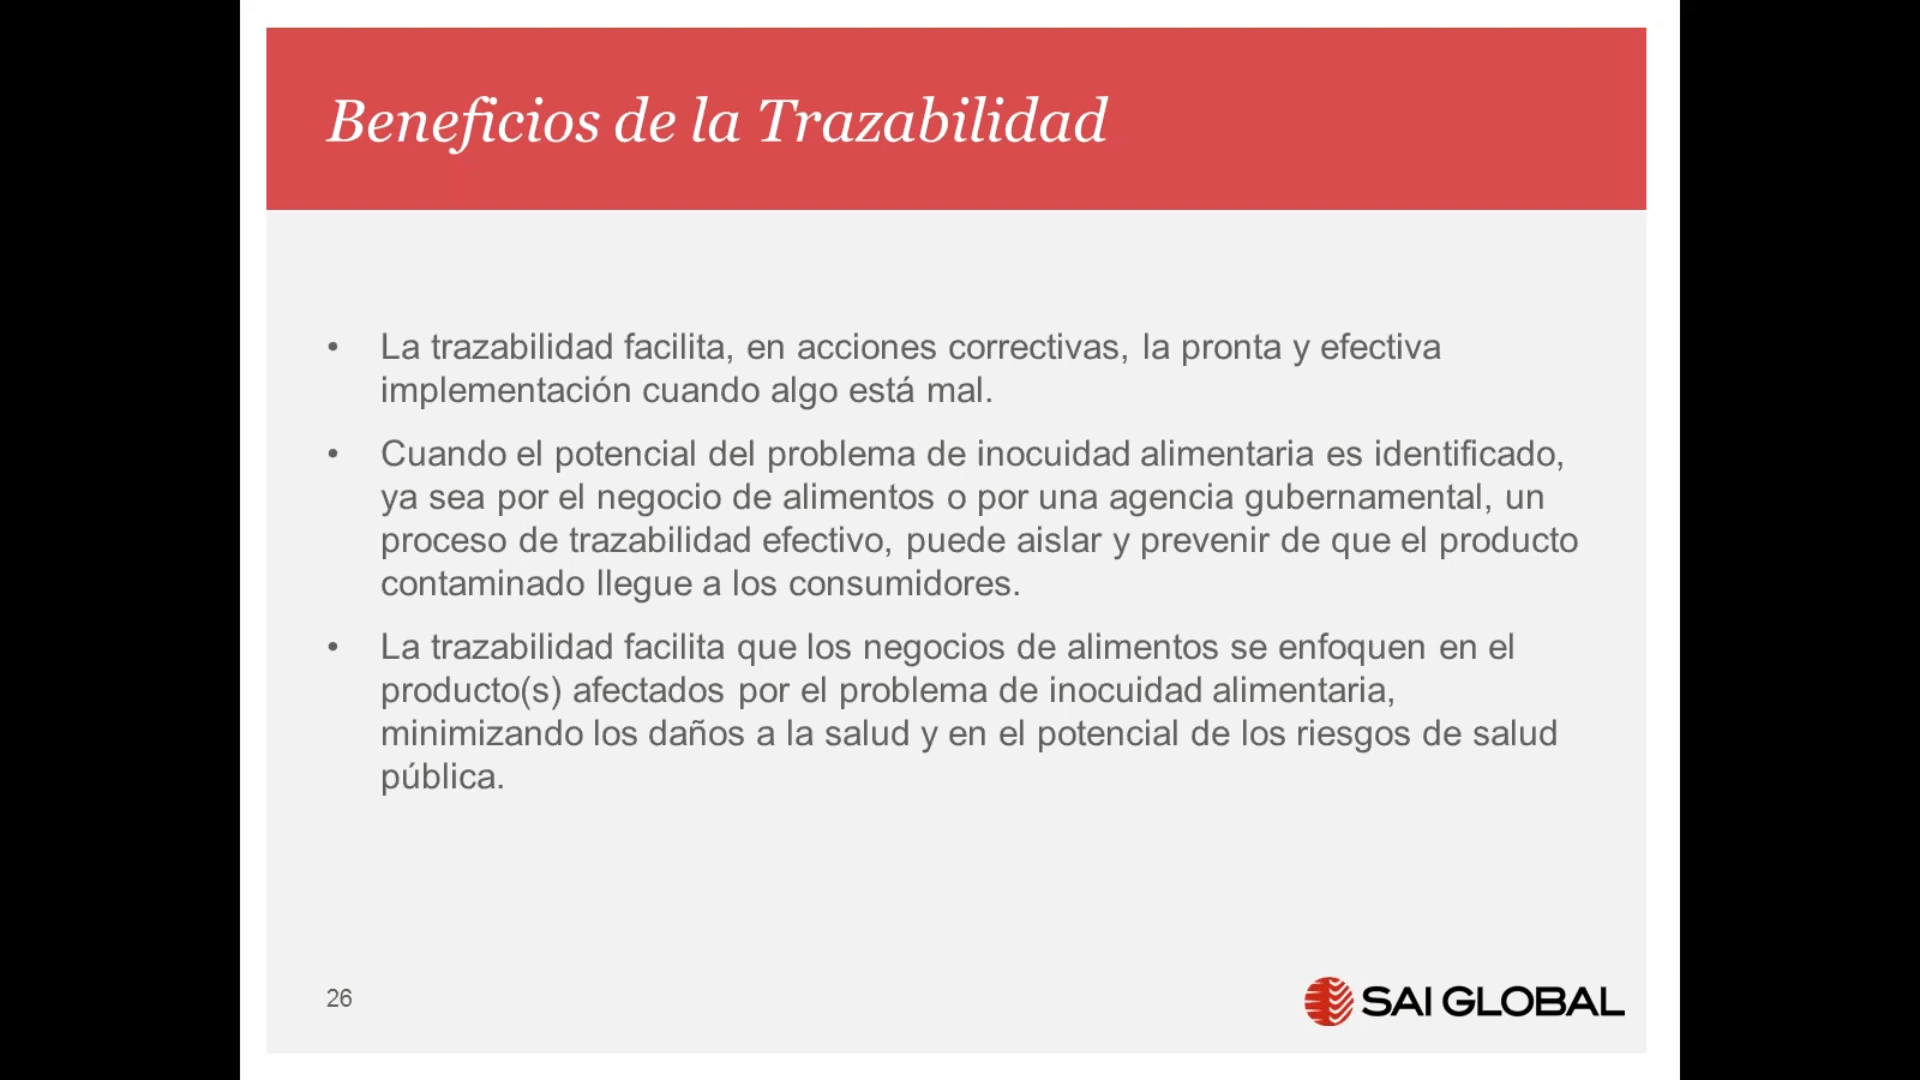 Beneficios de la Trazabilidad
• La trazabilidad facilita, en acciones correctivas, la pronta y efectiva
implementación cuando algo está mal.
• Cuando el potencial del problema de inocuidad alimentaria es identificado,
ya sea por el negocio de alimentos o por una agencia gubernamental, un
proceso de trazabilidad efectivo, puede aislar y prevenir de que el producto
contaminado llegue a los consumidores.
• La trazabilidad facilita que los negocios de alimentos se enfoquen en el
producto(s) afectados por el problema de inocuidad alimentaria,
minimizando los daños a la salud y en el potencial de los riesgos de salud
pública.
26
SAI GLOBAL